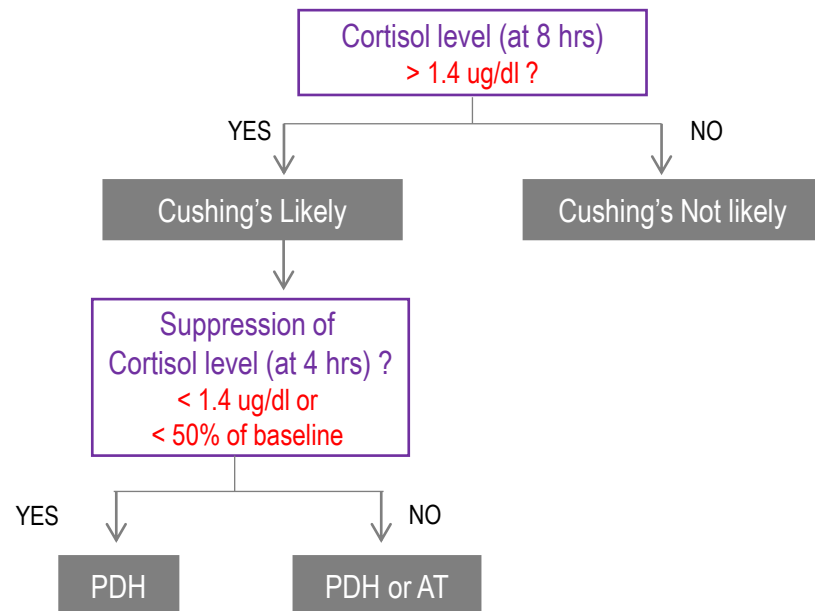 Cortisol level (at 8 hrs)
> 1.4 ug/dl ?
YES
NO
Cushing’s Likely
Cushing’s Not likely
Suppression of
Cortisol level (at 4 hrs) ?
< 1.4 ug/dl or
< 50% of baseline
YES
NO
PDH
PDH or AT